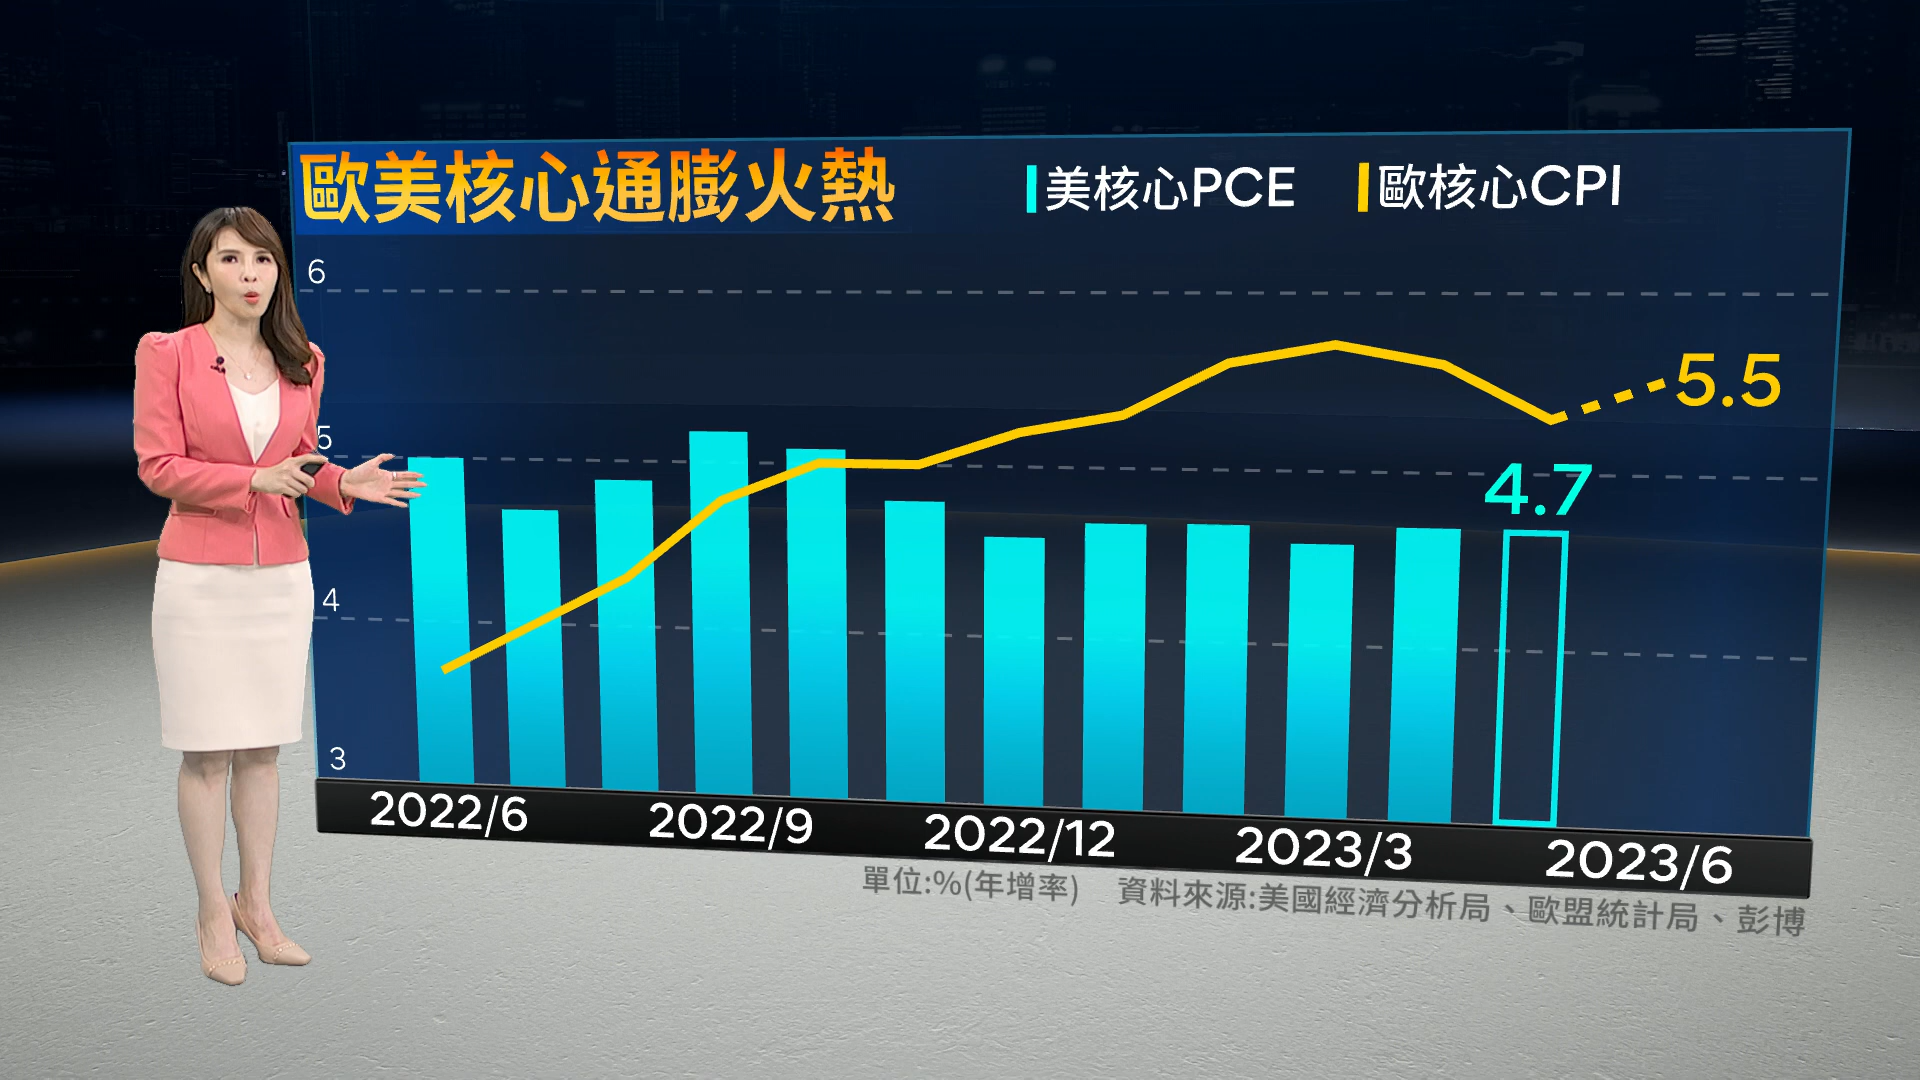 歐美核心通膨火熱
美核心PCE
歐核心CPI
6
5
4
3
5.5
4.7
2022/6
2022/9
2022/12
2023/3
2023/6
單位:%(年增率)
資料來源:美國經濟分析局、歐盟統計局、彭博